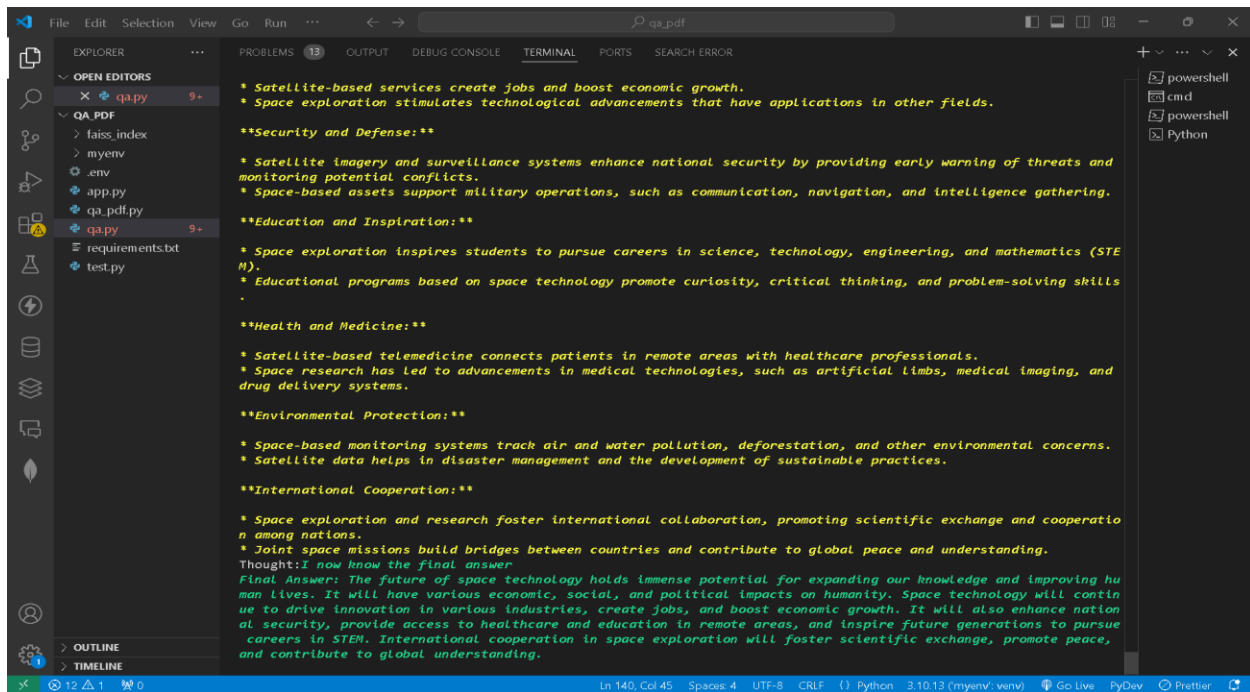 File Edit Selection View Go Run ··· qa_pdf
EXPLORER ···
OPEN EDITORS
qa.py 9+
QA_PDF
faiss_index
myenv
.env
app.py
qa_pdf.py
qa.py 9+
requirements.txt
test.py
OUTLINE
TIMELINE
PROBLEMS 13 OUTPUT DEBUG CONSOLE TERMINAL PORTS SEARCH ERROR
* Satellite-based services create jobs and boost economic growth.
* Space exploration stimulates technological advancements that have applications in other fields.
**Security and Defense:**
* Satellite imagery and surveillance systems enhance national security by providing early warning of threats and
monitoring potential conflicts.
* Space-based assets support military operations, such as communication, navigation, and intelligence gathering.
**Education and Inspiration:**
* Space exploration inspires students to pursue careers in science, technology, engineering, and mathematics (STE
M).
* Educational programs based on space technology promote curiosity, critical thinking, and problem-solving skills
.
**Health and Medicine:**
* Satellite-based telemedicine connects patients in remote areas with healthcare professionals.
* Space research has led to advancements in medical technologies, such as artificial limbs, medical imaging, and
drug delivery systems.
**Environmental Protection:**
* Space-based monitoring systems track air and water pollution, deforestation, and other environmental concerns.
* Satellite data helps in disaster management and the development of sustainable practices.
**International Cooperation:**
* Space exploration and research foster international collaboration, promoting scientific exchange and cooperatio
n among nations.
* Joint space missions build bridges between countries and contribute to global peace and understanding.
Thought:I now know the final answer
Final Answer: The future of space technology holds immense potential for expanding our knowledge and improving hu
man lives. It will have various economic, social, and political impacts on humanity. Space technology will contin
ue to drive innovation in various industries, create jobs, and boost economic growth. It will also enhance nation
al security, provide access to healthcare and education in remote areas, and inspire future generations to pursue
careers in STEM. International cooperation in space exploration will foster scientific exchange, promote peace,
and contribute to global understanding.
powershell
cmd
powershell
Python
1
12 1 0 Ln 140, Col 45 Spaces: 4 UTF-8 CRLF {} Python 3.10.13 ('myenv': venv) Go Live PyDev Prettier